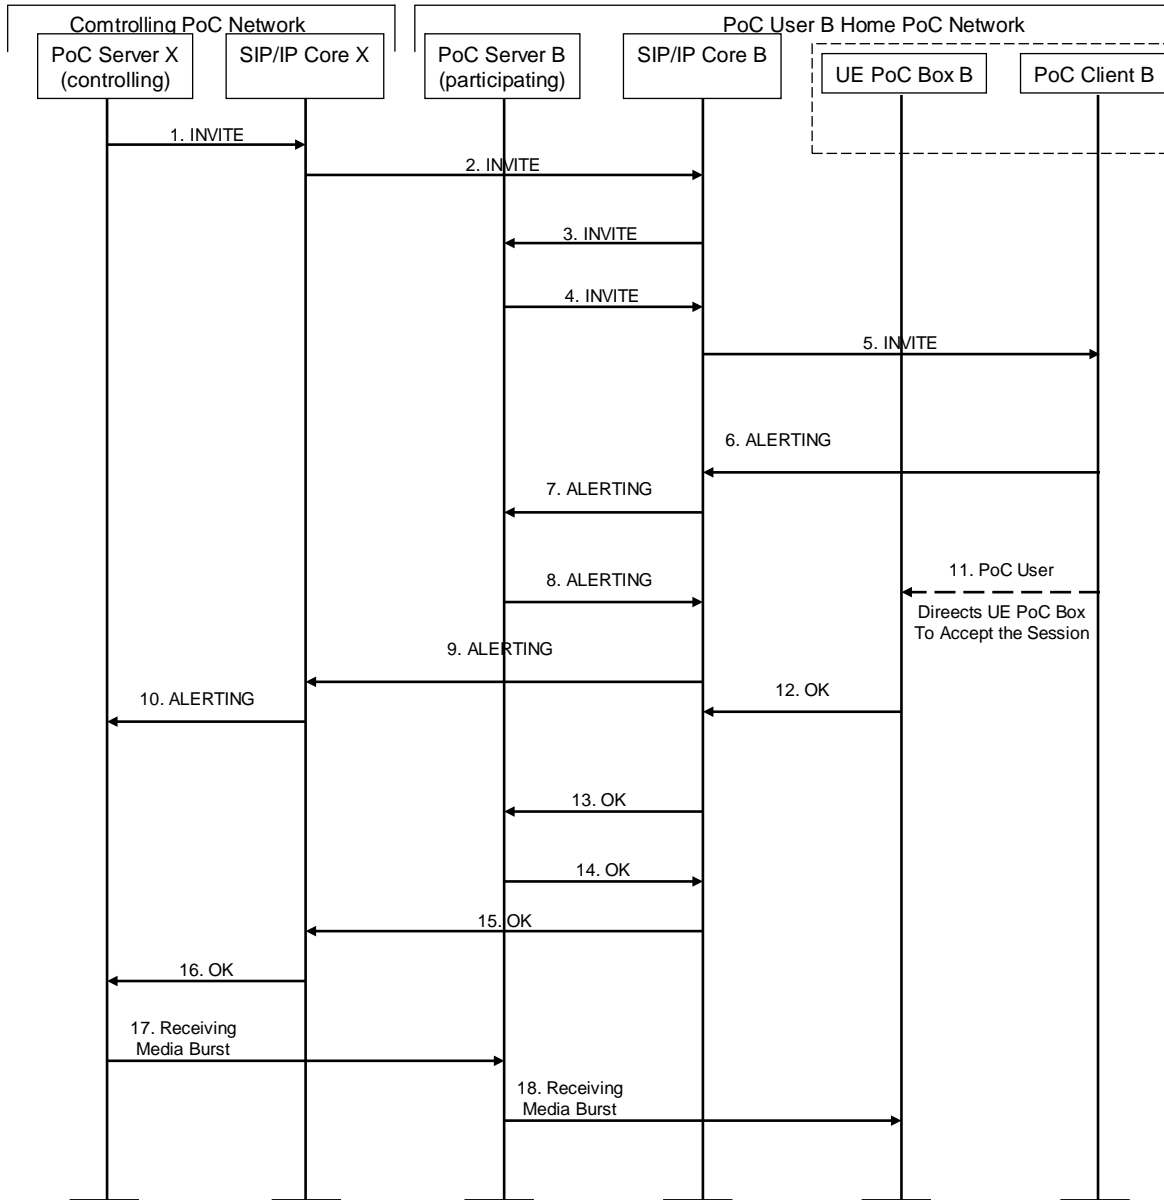 Comtrolling PoC Network
PoC User B Home PoC Network
PoC Server X
(controlling)
SIP/IP Core X
PoC Server B
(participating)
SIP/IP Core B
UE PoC Box B
PoC Client B
1. INVITE
2. INVITE
3. INVITE
4. INVITE
5. INVITE
6. ALERTING
7. ALERTING
8. ALERTING
11. PoC User
Direects UE PoC Box
To Accept the Session
9. ALERTING
10. ALERTING
12. OK
13. OK
14. OK
15. OK
16. OK
17. Receiving
Media Burst
18. Receiving
Media Burst